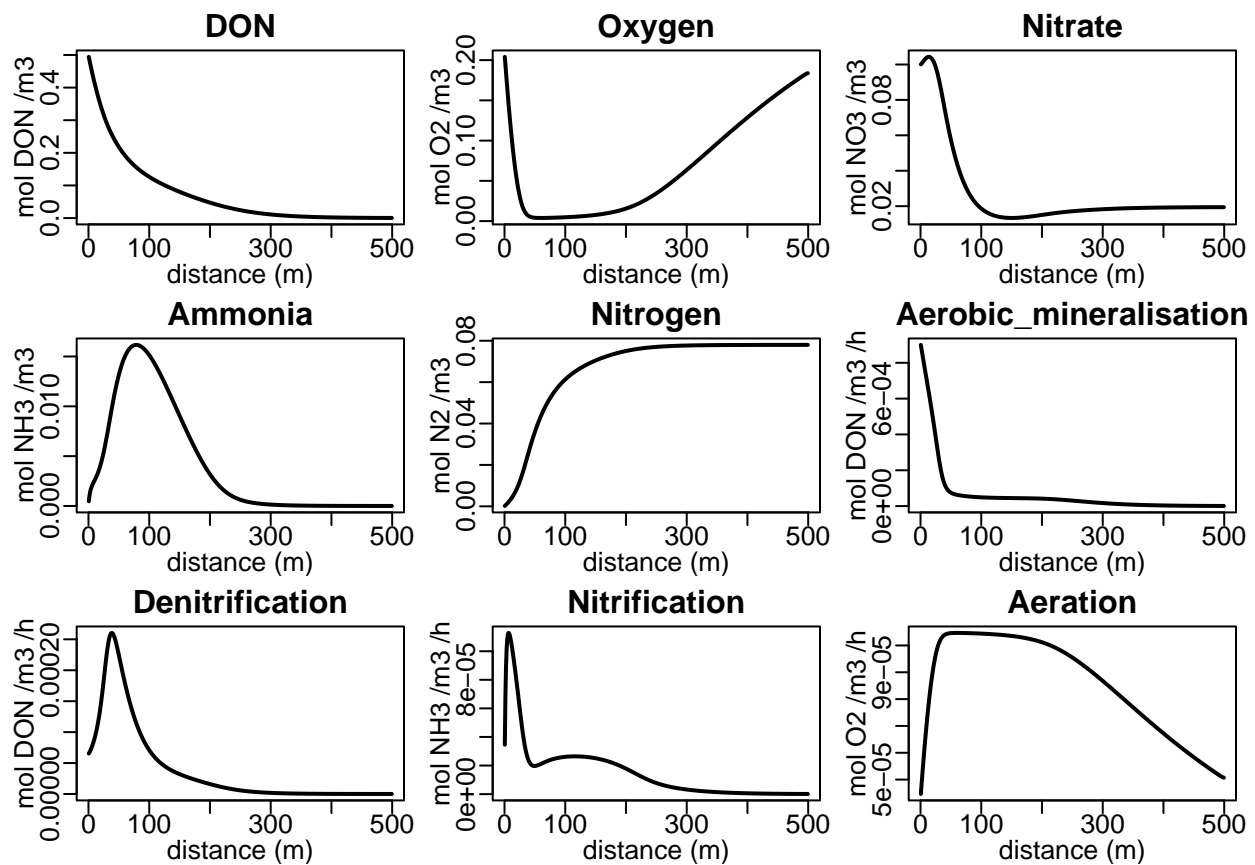 DON
mol DON /m3
0.0 0.2 0.4
0 100 300 500
distance (m)
Oxygen
mol O2 /m3
0.00 0.10 0.20
0 100 300 500
distance (m)
Nitrate
mol NO3 /m3
0.02 0.08
0 100 300 500
distance (m)
Ammonia
mol NH3 /m3
0.000 0.010
0 100 300 500
distance (m)
Nitrogen
mol N2 /m3
0.00 0.04 0.08
0 100 300 500
distance (m)
Aerobic_mineralisation
mol DON /m3 /h
0e+00 6e−04
0 100 300 500
distance (m)
Denitrification
mol DON /m3 /h
0.00000 0.00020
0 100 300 500
distance (m)
Nitrification
mol NH3 /m3 /h
0e+00 8e−05
0 100 300 500
distance (m)
Aeration
mol O2 /m3 /h
5e−05 9e−05
0 100 300 500
distance (m)